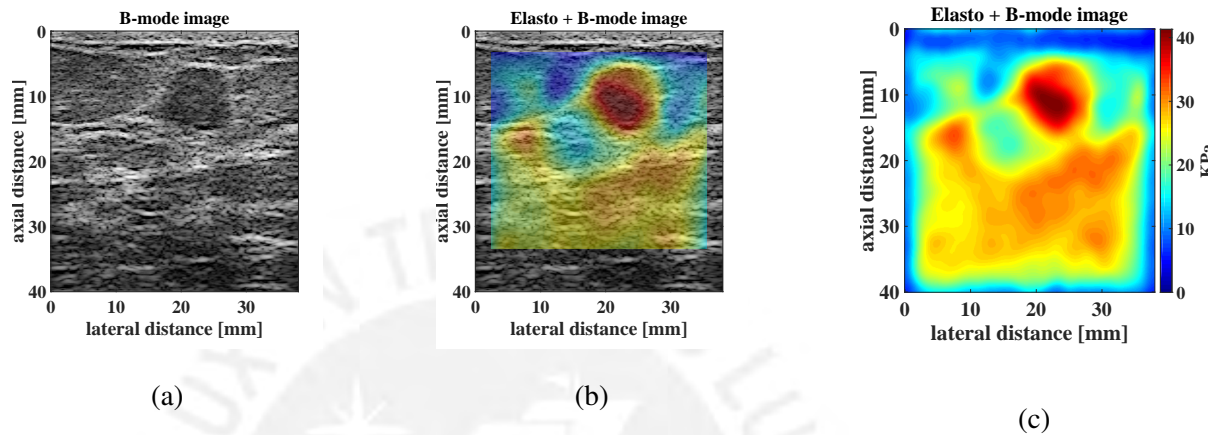 B-mode image
0
10
20
30
40
axial distance [mm]
0 10 20 30
lateral distance [mm]
(a)
Elasto + B-mode image
0
10
20
30
40
axial distance [mm]
0 10 20 30
lateral distance [mm]
(b)
Elasto + B-mode image
0
10
20
30
40
axial distance [mm]
0 10 20 30
lateral distance [mm]
40
30
20
10
0
KPa
(c)
LUX IN TE